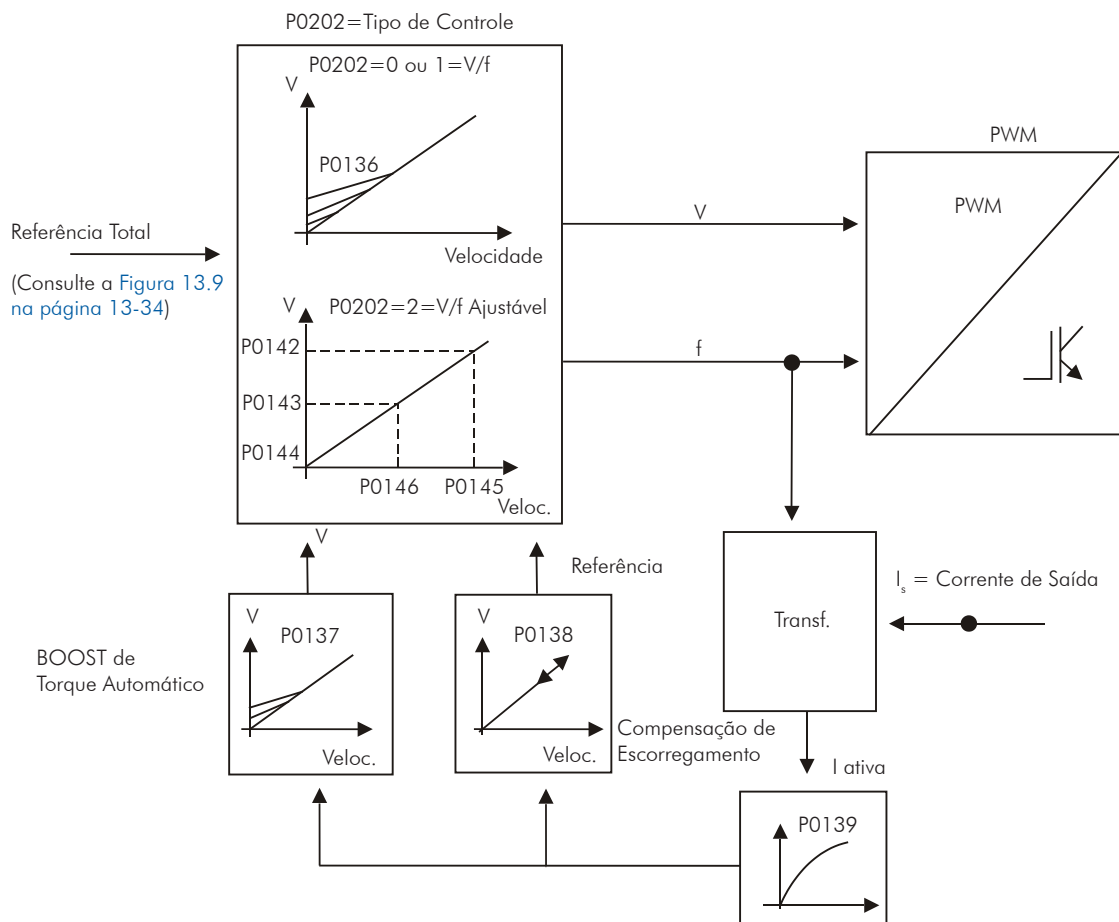 P0202=Tipo de Controle
P0202=0 ou 1=V/f
V
P0136
Velocidade
Referência Total
(Consulte a Figura 13.9
na página 13-34)
P0202=2=V/f Ajustável
V
P0142
P0143
P0144
P0146
P0145
Veloc.
V
f
PWM
PWM
V
Referência
BOOST de
Torque Automático
V
P0137
Veloc.
V
P0138
Veloc.
Compensação de
Escorregamento
Transf.
Is = Corrente de Saída
I ativa
P0139